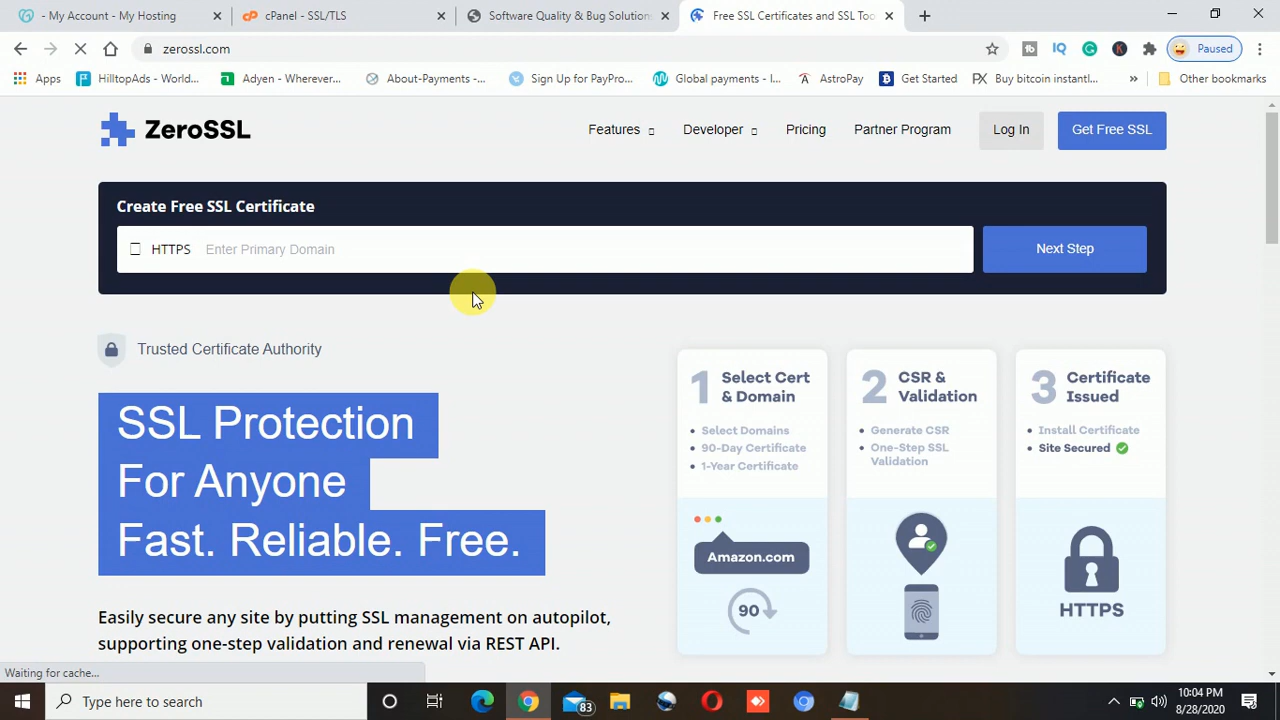 - My Account - My Hosting
cPanel - SSL/TLS
Software Quality & Bug Solutions
Free SSL Certificates and SSL Too
zerossl.com
Paused
Apps
HilltopAds - World...
Adyen - Wherever...
About-Payments -...
Sign Up for PayPro...
Global payments - I...
AstroPay
Get Started
Buy bitcoin instantl...
Other bookmarks
ZeroSSL
Features
Developer
Pricing
Partner Program
Log In
Get Free SSL
Create Free SSL Certificate
HTTPS
Enter Primary Domain
Next Step
Trusted Certificate Authority
SSL Protection
For Anyone
Fast. Reliable. Free.
Easily secure any site by putting SSL management on autopilot,
supporting one-step validation and renewal via REST API.
1 Select Cert
& Domain
• Select Domains
• 90-Day Certificate
• 1-Year Certificate
Amazon.com
90
2 CSR &
Validation
• Generate CSR
• One-Step SSL
Validation
3 Certificate
Issued
• Install Certificate
• Site Secured
HTTPS
Waiting for cache...
Type here to search
83
10:04 PM
8/28/2020